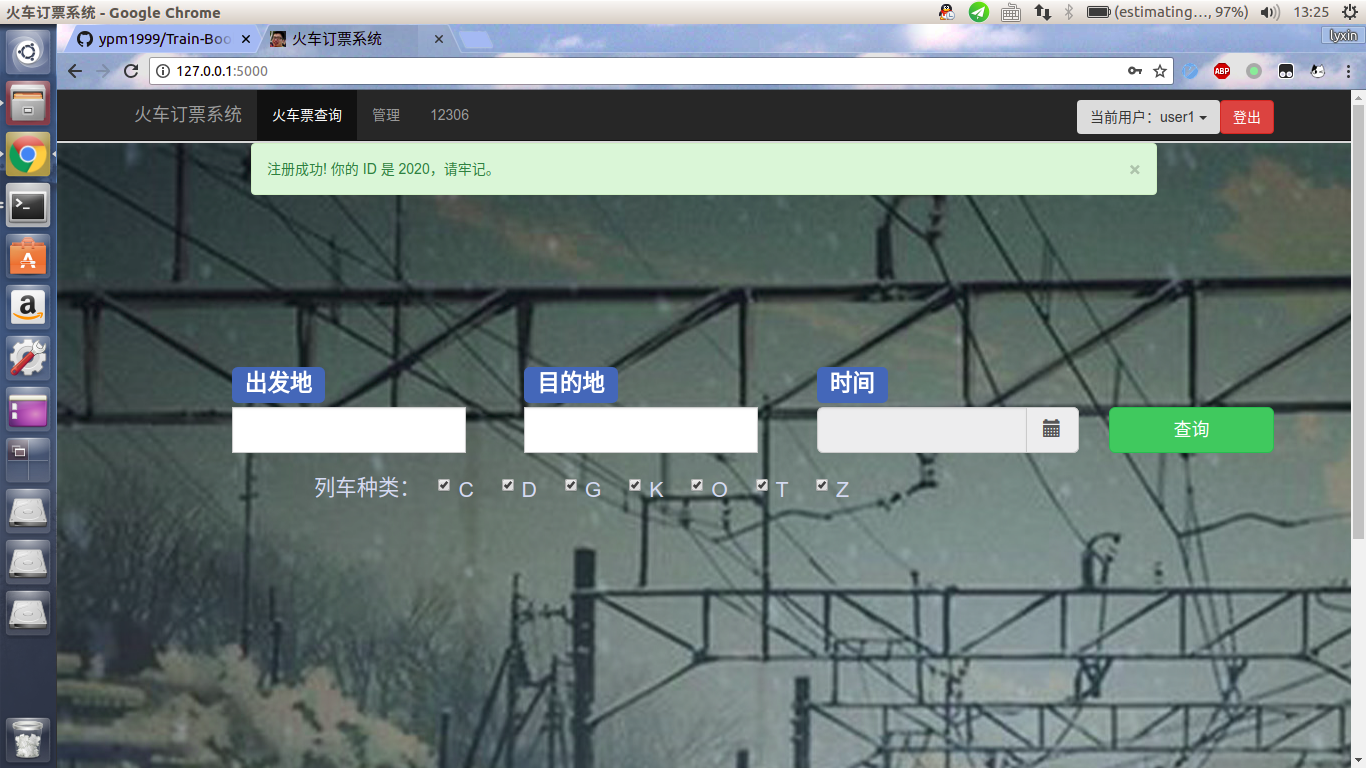 火车订票系统 - Google Chrome
(estimating..., 97%) 13:25
ypm1999/Train-Boo 火车订票系统 lyxin
127.0.0.1:5000 ABP
火车订票系统 火车票查询 管理 12306 当前用户：user1 登出
注册成功! 你的 ID 是 2020，请牢记。 ×
出发地 目的地 时间
查询
列车种类： C D G K O T Z